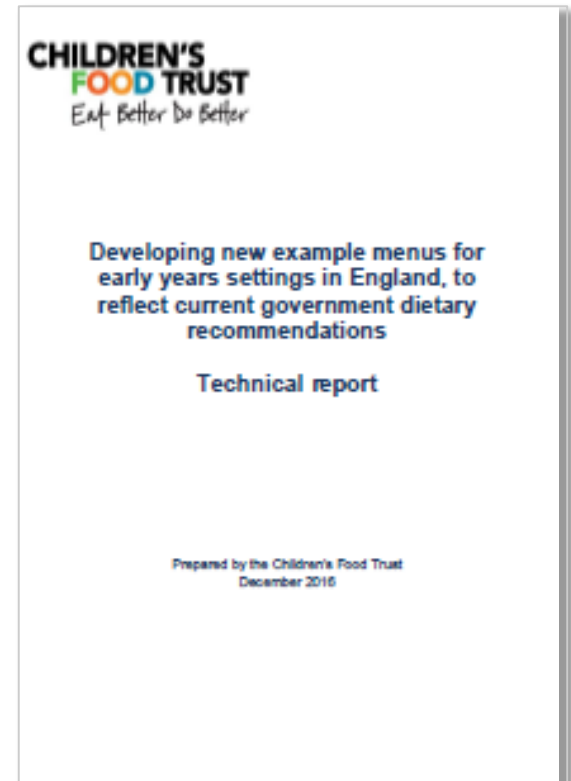 CHILDREN'S
FOOD TRUST
Eat Better Do Better
Developing new example menus for
early years settings in England, to
reflect current government dietary
recommendations
Technical report
Prepared by the Children's Food Trust
December 2016